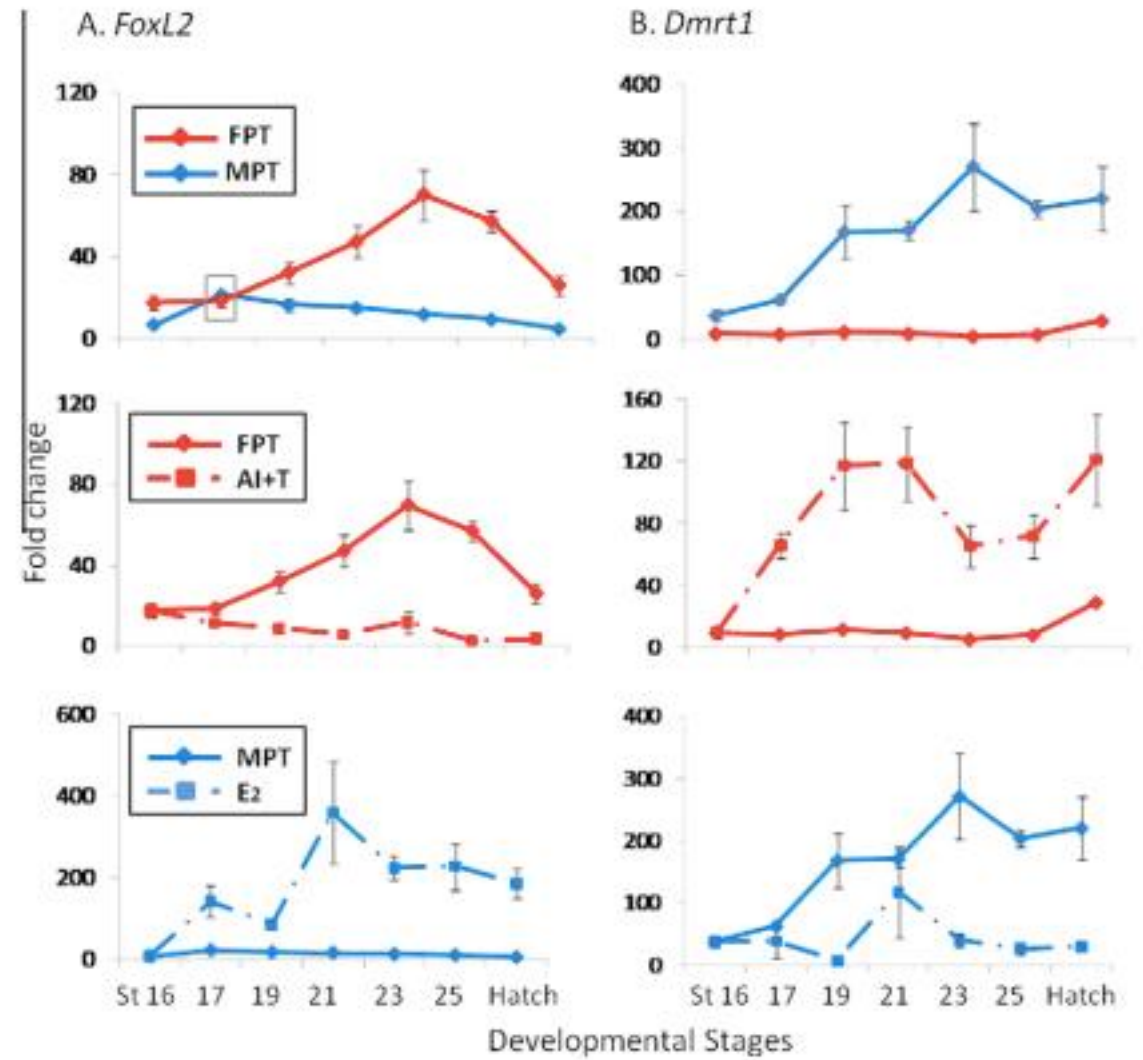 A. FoxL2
B. Dmrt1
120
80
40
0
FPT
MPT
400
300
200
100
0
Fold change
120
80
40
0
FPT
AI+T
160
120
80
40
0
600
400
200
0
MPT
E2
400
300
200
100
0
St 16 17 19 21 23 25 Hatch
St 16 17 19 21 23 25 Hatch
Developmental Stages